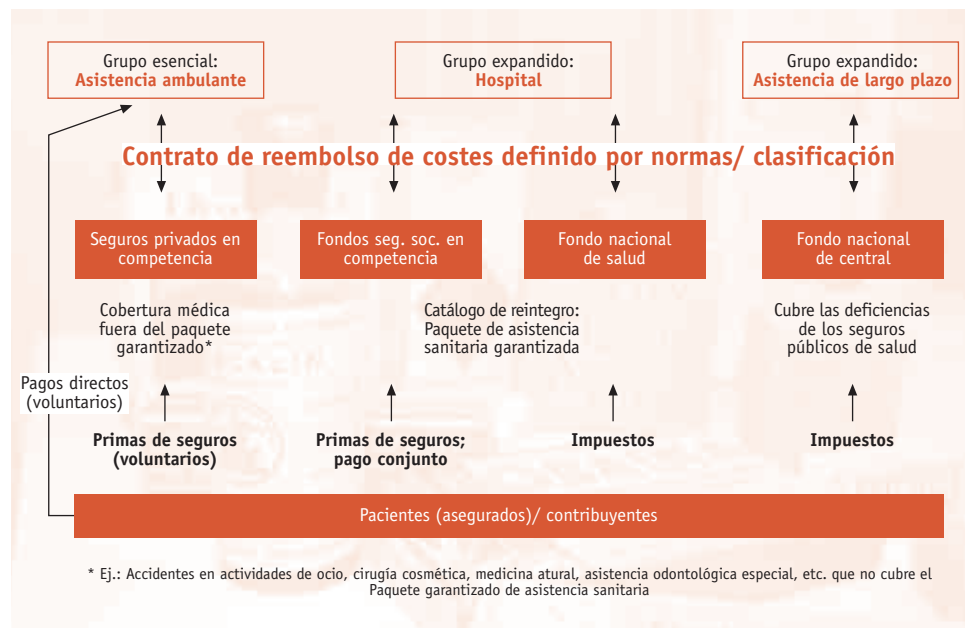 Grupo esencial:
Asistencia ambulante
Grupo expandido:
Hospital
Grupo expandido:
Asistencia de largo plazo
Contrato de reembolso de costes definido por normas/ clasificación
Seguros privados en
competencia
Fondos seg. soc. en
competencia
Fondo nacional
de salud
Fondo nacional
de central
Cobertura médica
fuera del paquete
garantizado*
Catálogo de reintegro:
Paquete de asistencia
sanitaria garantizada
Cubre las deficiencias
de los seguros
públicos de salud
Pagos directos
(voluntarios)
Primas de seguros
(voluntarios)
Primas de seguros;
pago conjunto
Impuestos
Impuestos
Pacientes (asegurados)/ contribuyentes
* Ej.: Accidentes en actividades de ocio, cirugía cosmética, medicina atural, asistencia odontológica especial, etc. que no cubre el
Paquete garantizado de asistencia sanitaria